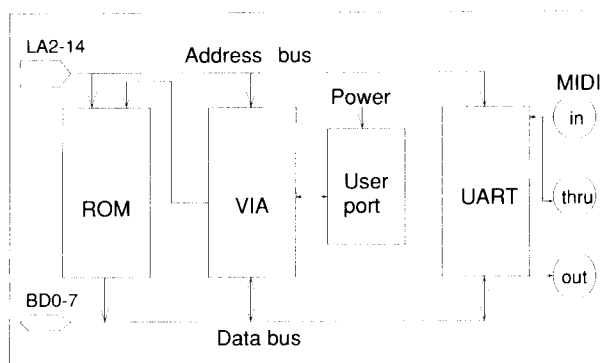 LA2-14
Address bus
MIDI
Power
in
ROM
VIA
User
port
UART
thru
out
BD0-7
Data bus